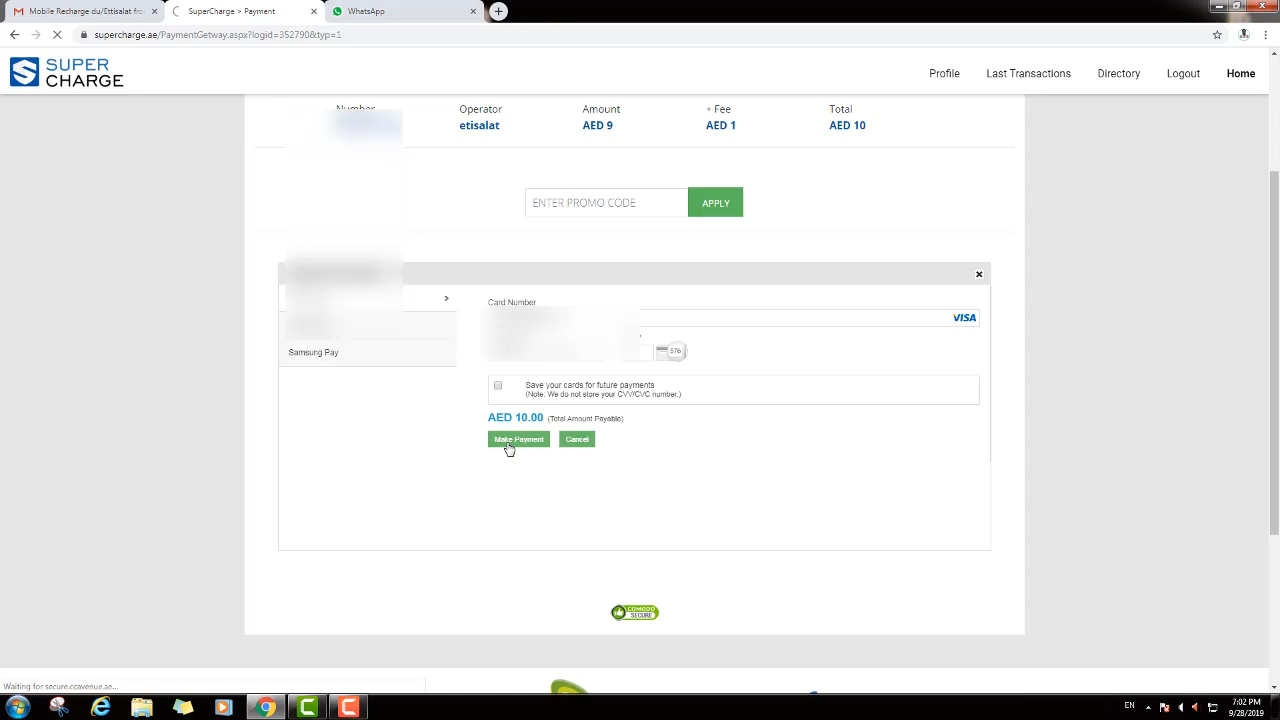 Mobile Recharge du/Etisalat from
SuperCharge > Payment
WhatsApp
supercharge.ae/PaymentGetway.aspx?logid=352790&typ=1
SUPER
CHARGE
Profile
Last Transactions
Directory
Logout
Home
Number
Operator
Amount
+ Fee
Total
etisalat
AED 9
AED 1
AED 10
ENTER PROMO CODE
APPLY
Card Number
VISA
576
Samsung Pay
Save your cards for future payments
(Note: We do not store your CVV/CVC number.)
AED 10.00 (Total Amount Payable)
Make Payment
Cancel
COMODO
SECURE
Waiting for secure.ccavenue.ae...
EN
7:02 PM
9/28/2019